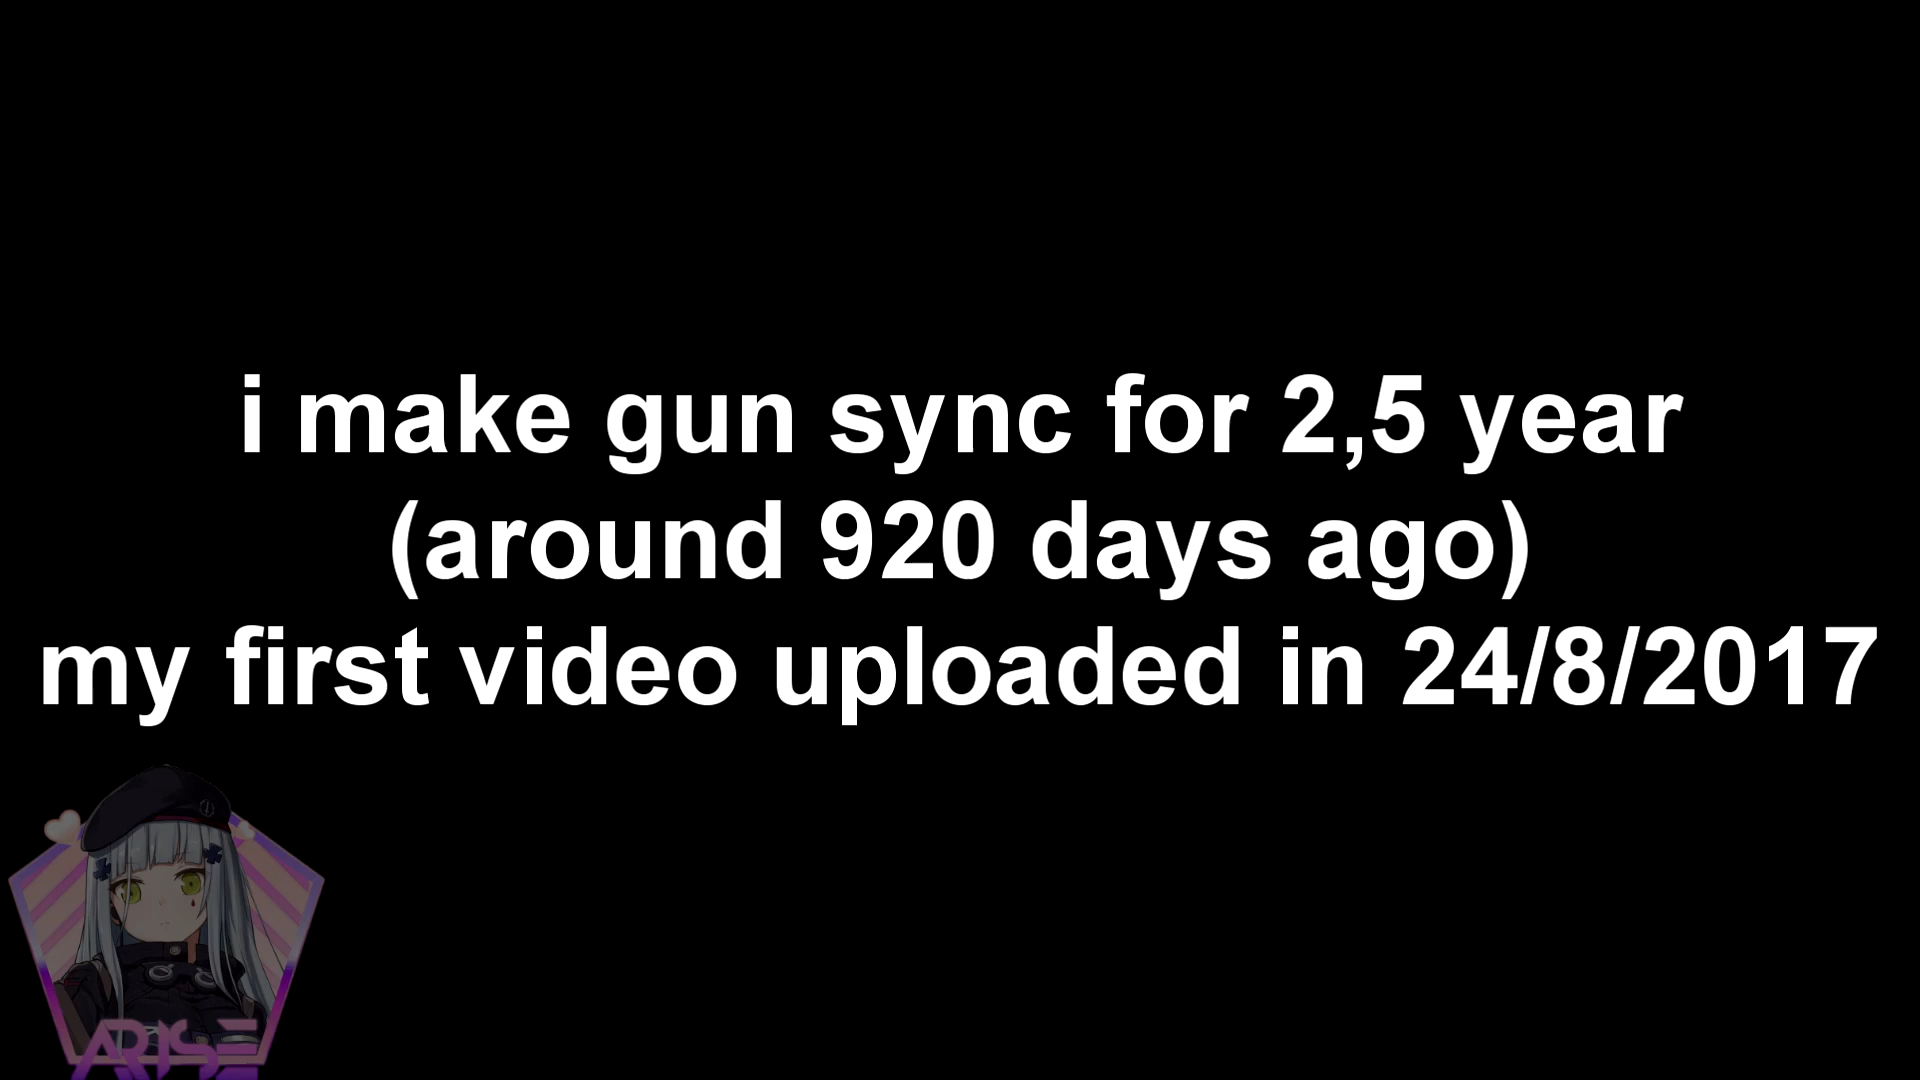 i make gun sync for 2,5 year
(around 920 days ago)
my first video uploaded in 24/8/2017
ARISE